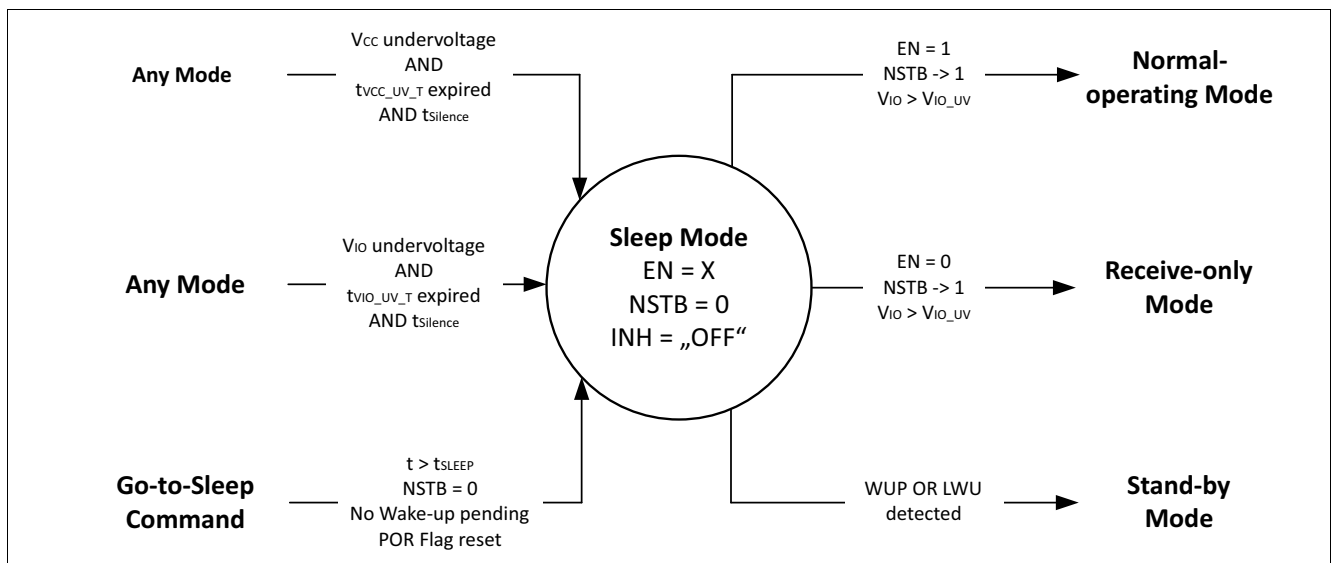 Any Mode
Vcc undervoltage
AND
tVCC_UV_T expired
AND tSilence
EN = 1
NSTB -> 1
VIO > VIO_UV
Normal-
operating Mode
Any Mode
VIO undervoltage
AND
tVIO_UV_T expired
AND tSilence
Sleep Mode
EN = X
NSTB = 0
INH = „OFF“
EN = 0
NSTB -> 1
VIO > VIO_UV
Receive-only
Mode
Go-to-Sleep
Command
t > tSLEEP
NSTB = 0
No Wake-up pending
POR Flag reset
WUP OR LWU
detected
Stand-by
Mode